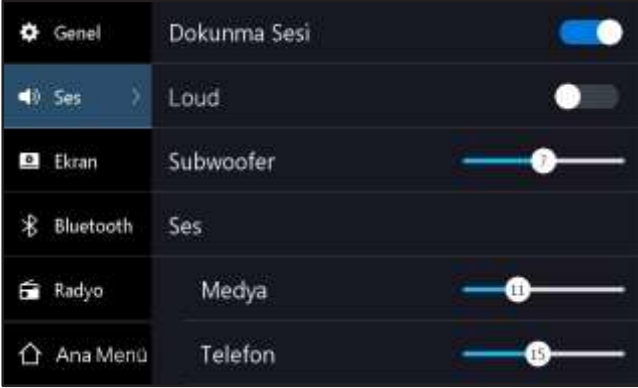 Genel
Dokunma Sesi
Ses
Loud
Ekran
Subwoofer
7
Bluetooth
Ses
Radyo
Medya
11
Ana Menü
Telefon
15